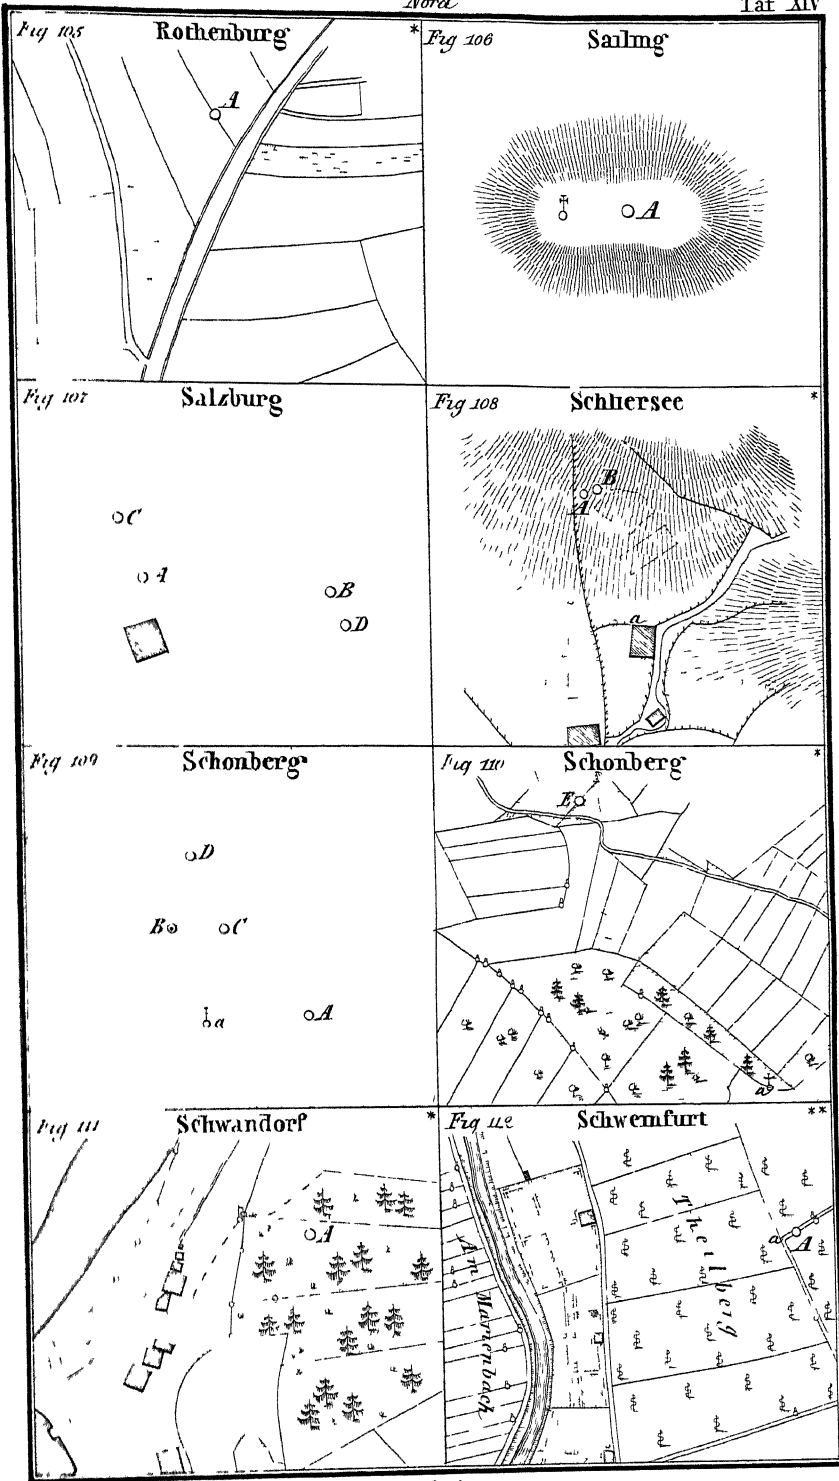 Nord
Taf XIV
Fig 105 Rothenburg *
A
Fig 106 Sailing
A
Fig 107 Salzburg
C
A
B
D
Fig 108 Schliersee *
B
A
a
Fig 109 Schonberg
D
B C
a A
Fig 110 Schonberg *
E
a
Fig 111 Schwandorf *
A
Fig 112 Schweinfurt **
Theilberg
a A
Am Marienbach